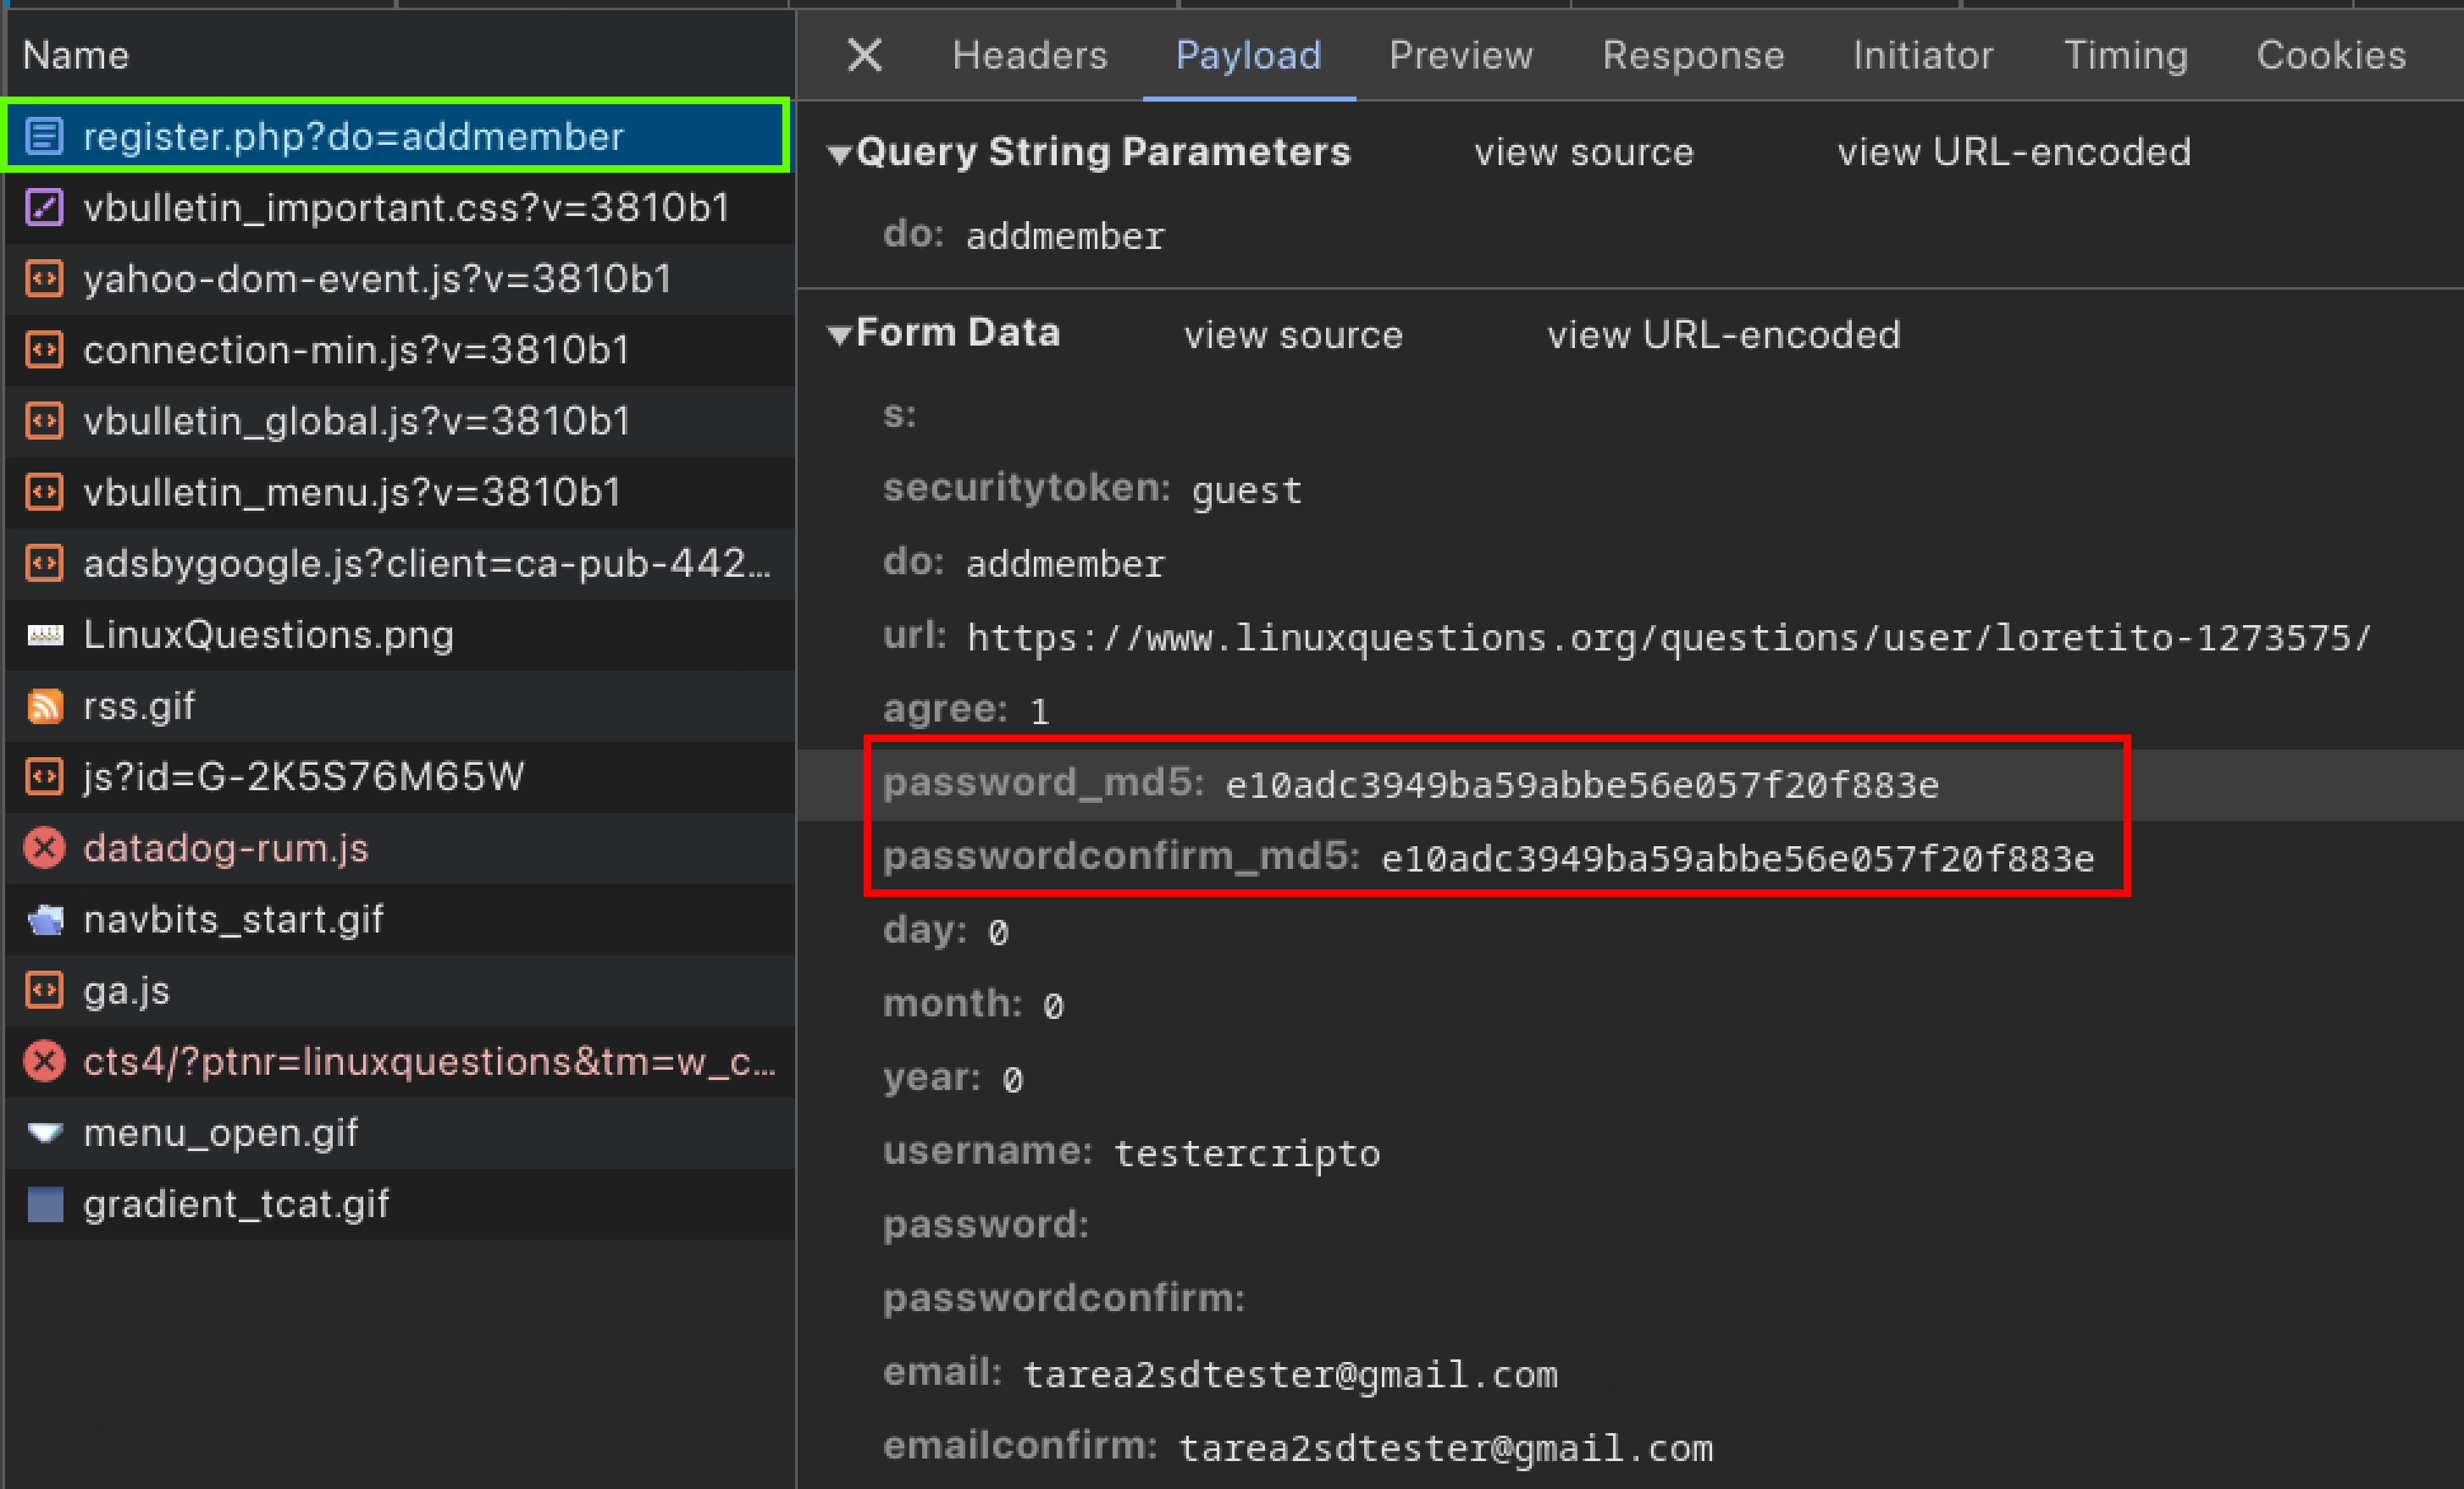 Name
register.php?do=addmember
vbulletin_important.css?v=3810b1
yahoo-dom-event.js?v=3810b1
connection-min.js?v=3810b1
vbulletin_global.js?v=3810b1
vbulletin_menu.js?v=3810b1
adsbygoogle.js?client=ca-pub-442...
LinuxQuestions.png
rss.gif
js?id=G-2K5S76M65W
datadog-rum.js
navbits_start.gif
ga.js
cts4/?ptnr=linuxquestions&tm=w_c...
menu_open.gif
gradient_tcat.gif
Headers Payload Preview Response Initiator Timing Cookies
Query String Parameters view source view URL-encoded
do: addmember
Form Data view source view URL-encoded
s:
securitytoken: guest
do: addmember
url: https://www.linuxquestions.org/questions/user/loretito-1273575/
agree: 1
password_md5: e10adc3949ba59abbe56e057f20f883e
passwordconfirm_md5: e10adc3949ba59abbe56e057f20f883e
day: 0
month: 0
year: 0
username: testercripto
password:
passwordconfirm:
email: tarea2sdtester@gmail.com
emailconfirm: tarea2sdtester@gmail.com